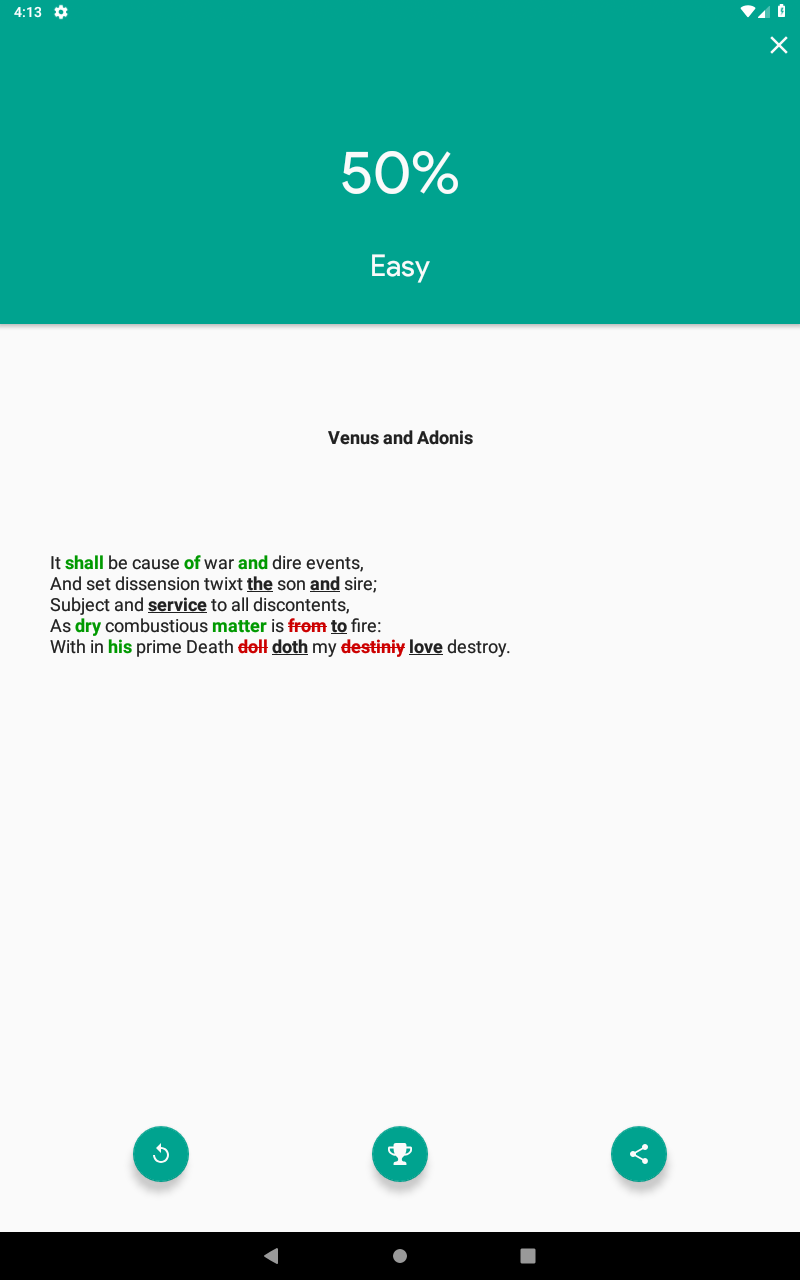 4:13
50%
Easy
Venus and Adonis
It shall be cause of war and dire events,
And set dissension twixt the son and sire;
Subject and service to all discontents,
As dry combustious matter is from to fire:
With in his prime Death doll doth my destiniy love destroy.